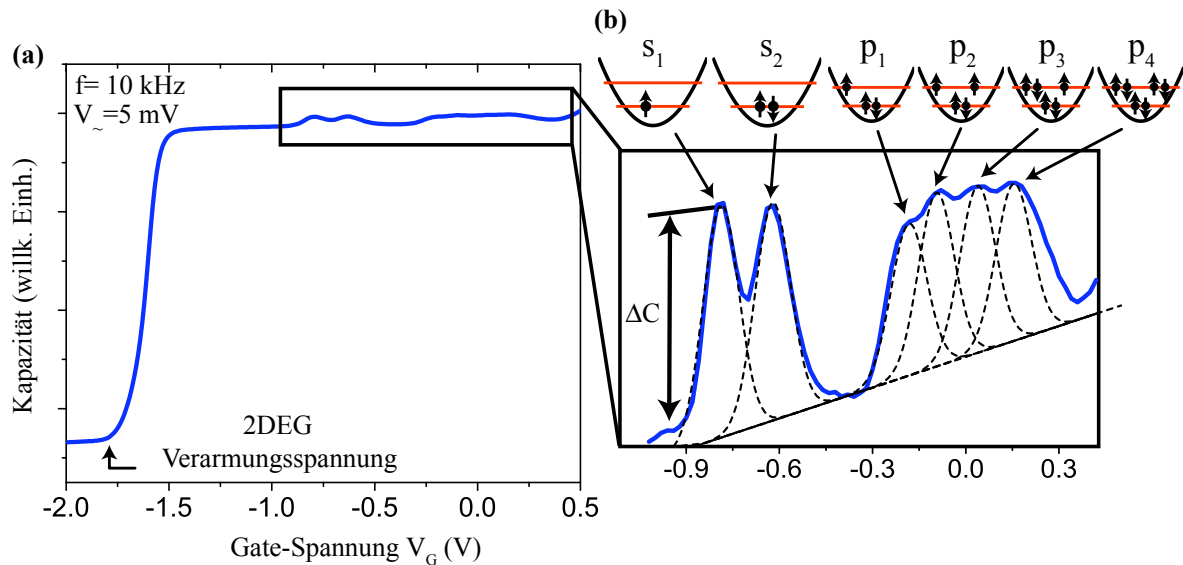 (a)
f= 10 kHz
V~=5 mV
Kapazität (willk. Einh.)
2DEG
Verarmungsspannung
-2.0 -1.5 -1.0 -0.5 0.0 0.5
Gate-Spannung V_G (V)
(b)
s₁ s₂ p₁ p₂ p₃ p₄
ΔC
-0.9 -0.6 -0.3 0.0 0.3